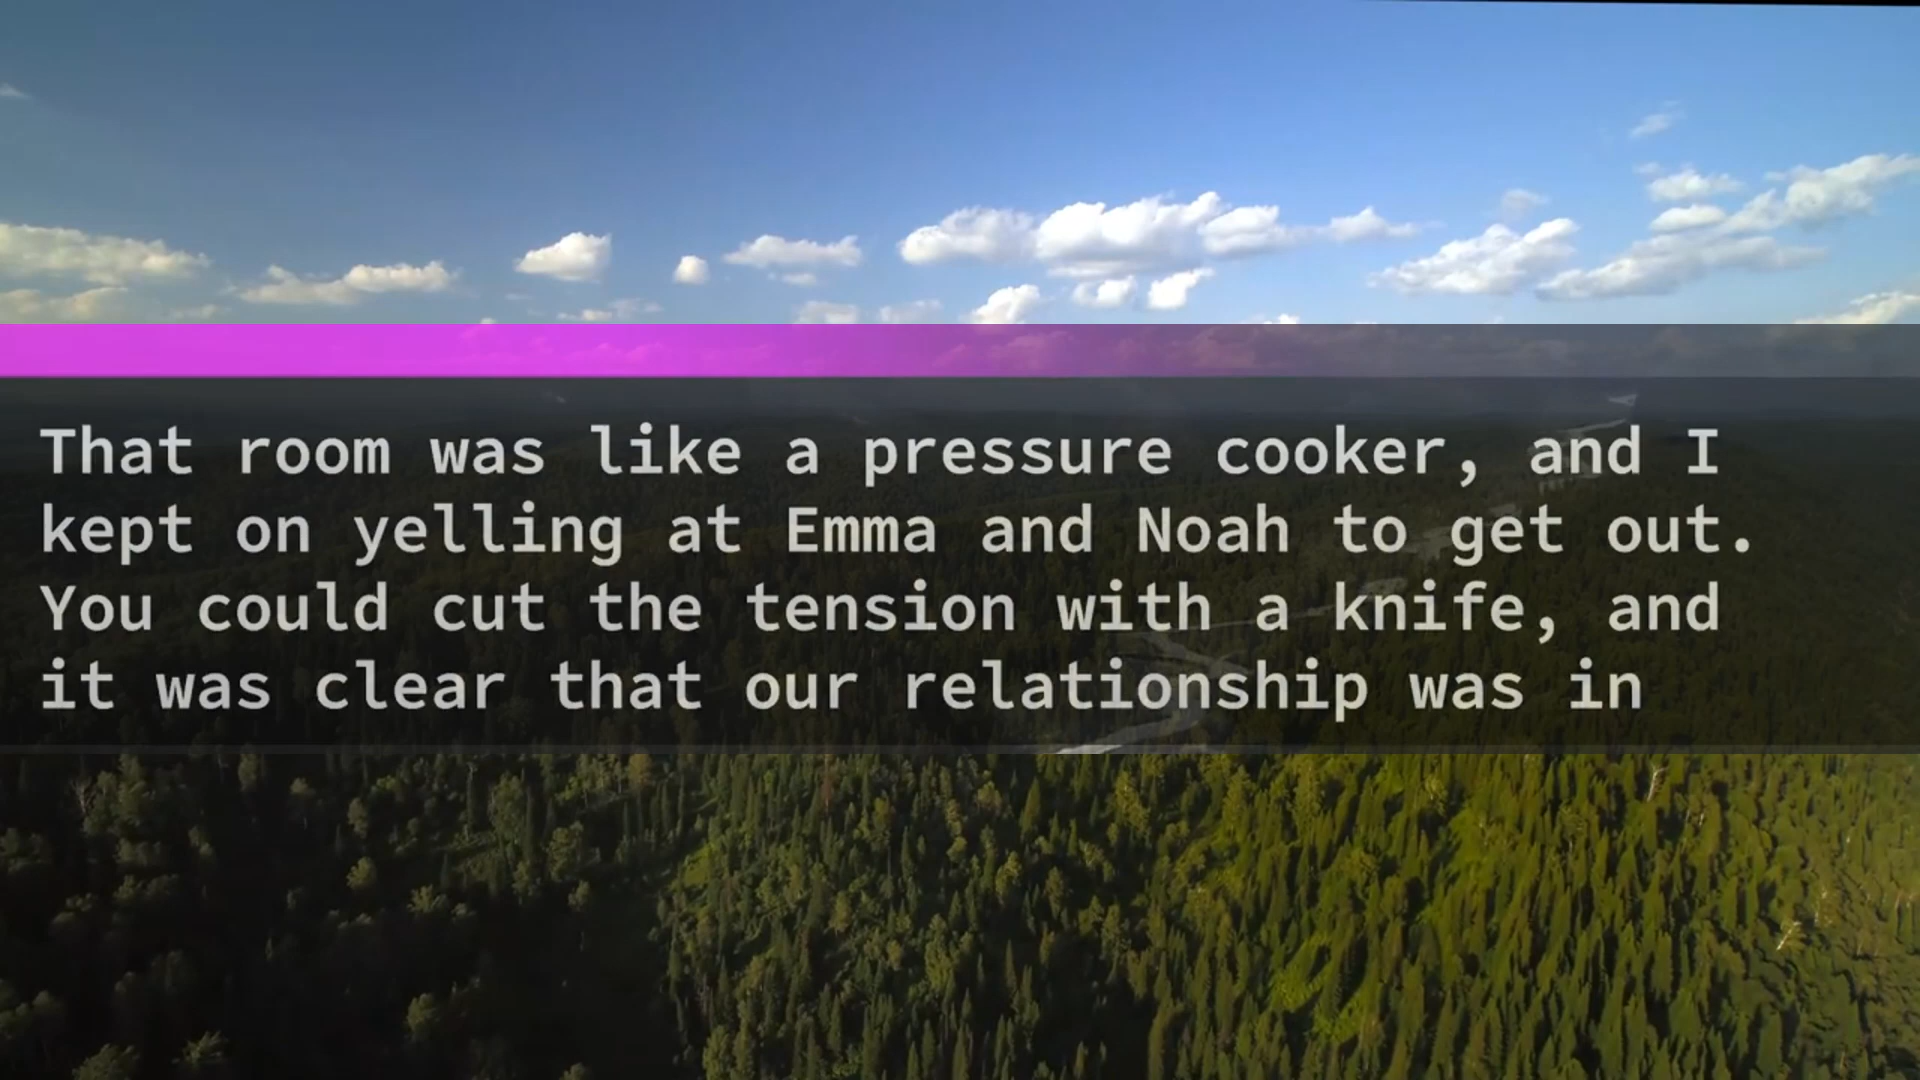 That room was like a pressure cooker, and I
kept on yelling at Emma and Noah to get out.
You could cut the tension with a knife, and
it was clear that our relationship was in